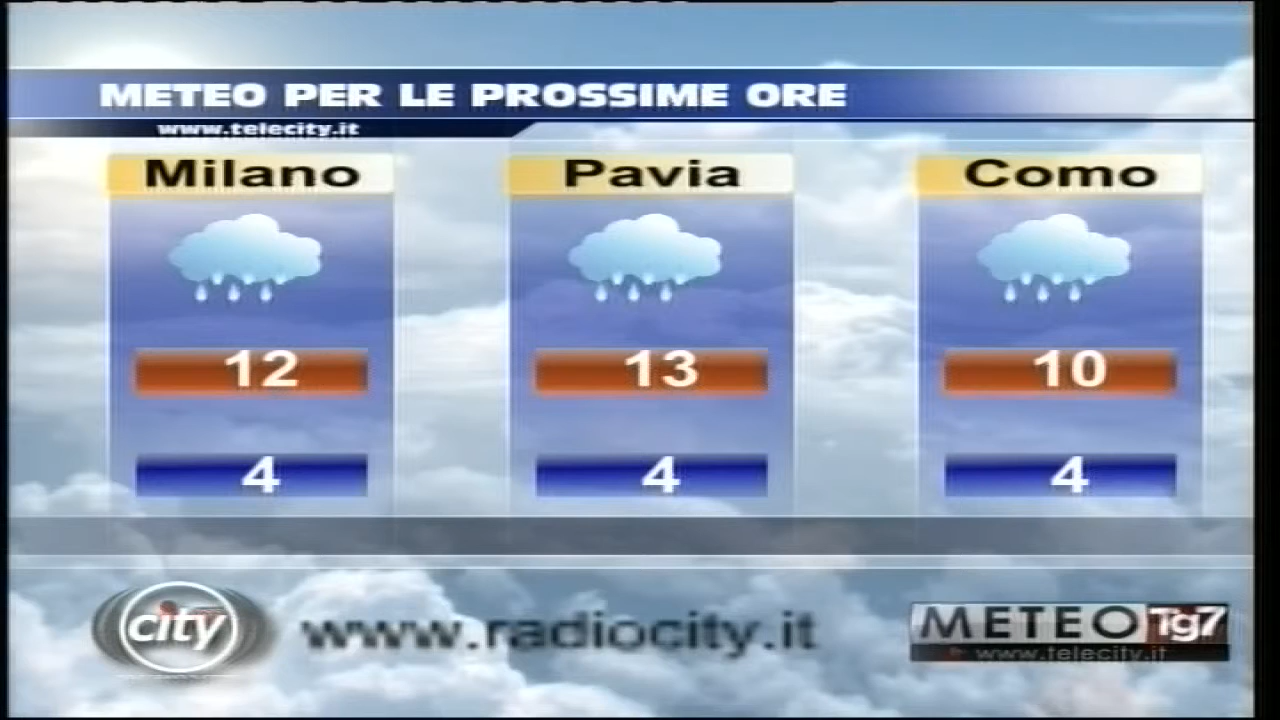 METEO PER LE PROSSIME ORE
www.telecity.it
Milano Pavia Como
12 13 10
4 4 4
city www.radiocity.it METEO Tg7
www.telecity.it